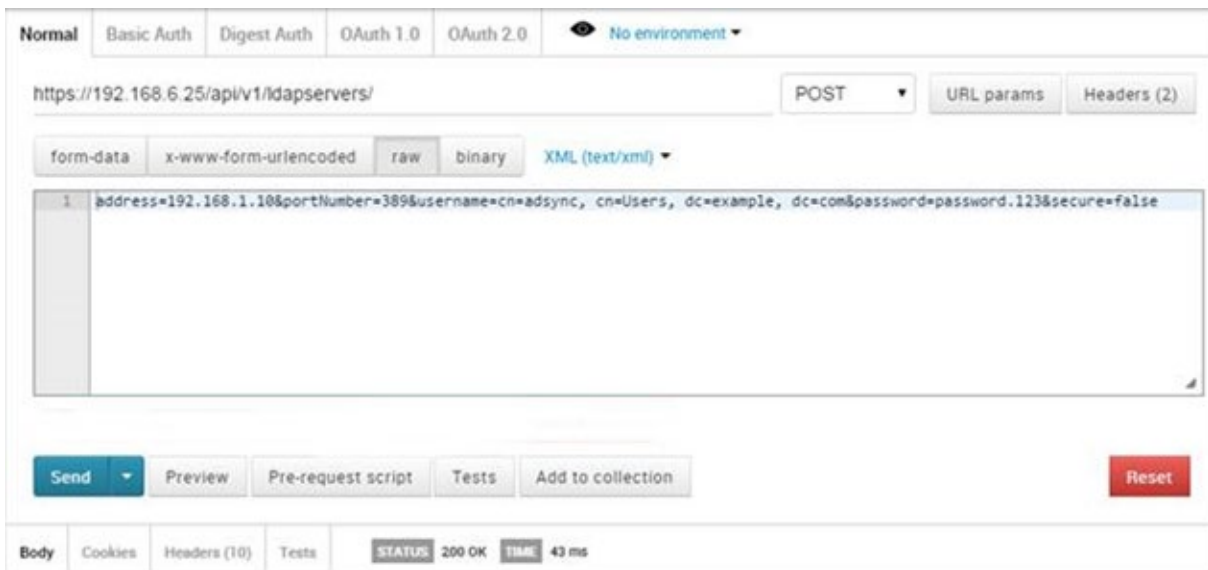 Normal Basic Auth Digest Auth OAuth 1.0 OAuth 2.0 No environment
https://192.168.6.25/api/v1/ldapservers/ POST URL params Headers (2)
form-data x-www-form-urlencoded raw binary XML (text/xml)
1 address=192.168.1.10&portNumber=389&username=cn=adsync, cn=Users, dc=example, dc=com&password=password.123&secure=false
Send Preview Pre-request script Tests Add to collection Reset
Body Cookies Headers (10) Tests STATUS 200 OK TIME 43 ms